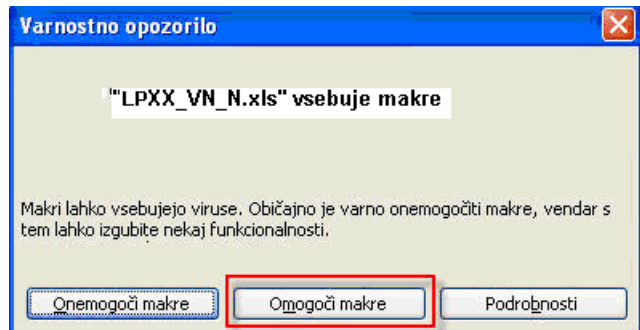 Varnostno opozorilo
"LPXX_VN_N.xls" vsebuje makre
Makri lahko vsebujejo viruse. Običajno je varno onemogočiti makre, vendar s
tem lahko izgubite nekaj funkcionalnosti.
Onemogoči makre
Omogoči makre
Podrobnosti